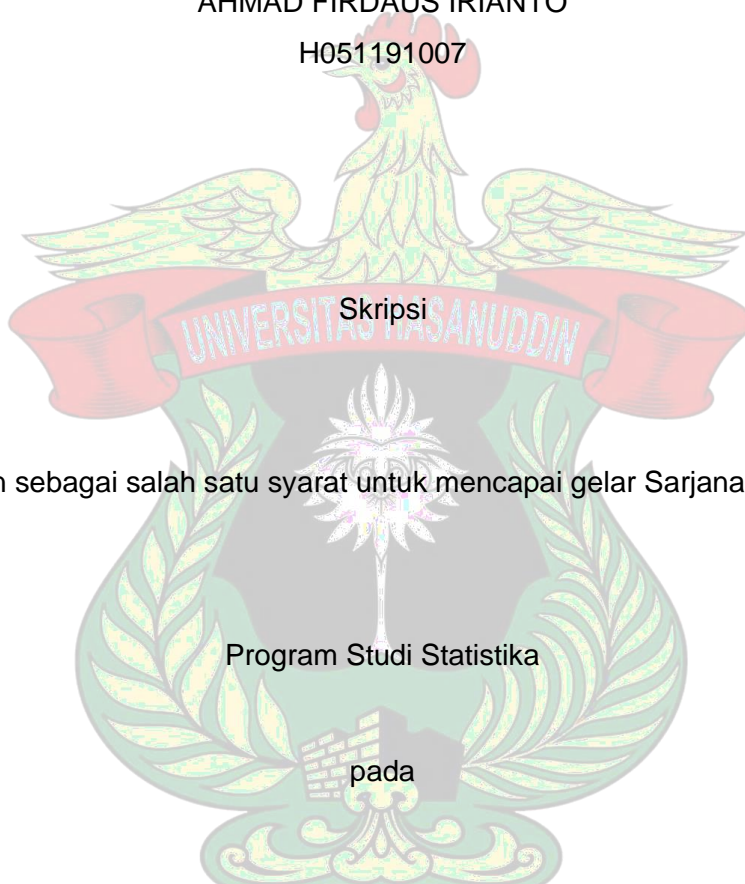 AHMAD FIRDAUS IRIANTO
H051191007
Skripsi
UNIVERSITAS HASANUDDIN
sebagai salah satu syarat untuk mencapai gelar Sarjana
Program Studi Statistika
pada